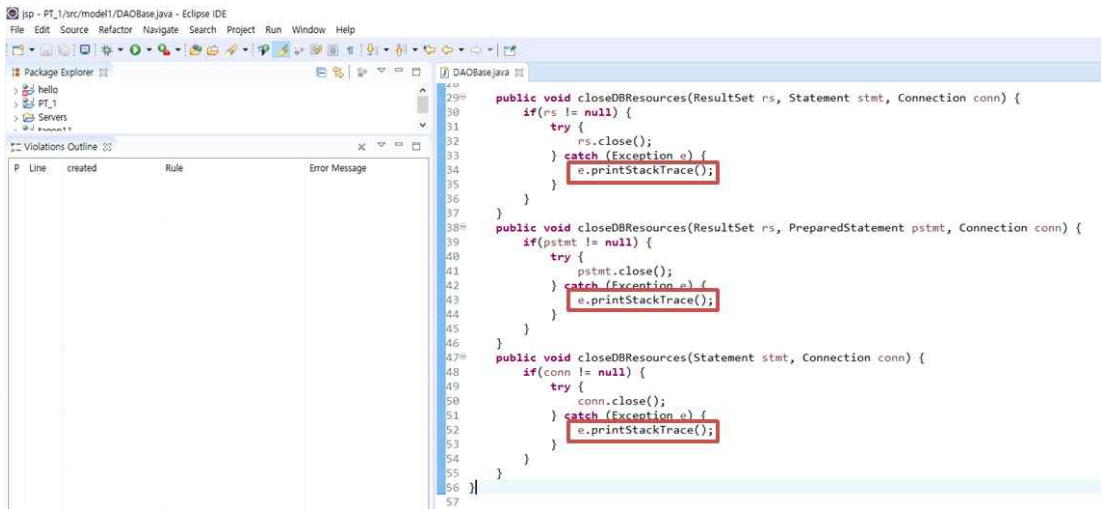 jsp - PT_1/src/model1/DAOBase.java - Eclipse IDE
File Edit Source Refactor Navigate Search Project Run Window Help
Package Explorer
hello
PT_1
Servers
Violations Outline
P Line created Rule Error Message
DAOBase.java
29 public void closeDBResources(ResultSet rs, Statement stmt, Connection conn) {
30 if(rs != null) {
31 try {
32 rs.close();
33 } catch (Exception e) {
34 e.printStackTrace();
35 }
36 }
37 }
38 public void closeDBResources(ResultSet rs, PreparedStatement pstmt, Connection conn) {
39 if(pstmt != null) {
40 try {
41 pstmt.close();
42 } catch (Exception e) {
43 e.printStackTrace();
44 }
45 }
46 }
47 public void closeDBResources(Statement stmt, Connection conn) {
48 if(conn != null) {
49 try {
50 conn.close();
51 } catch (Exception e) {
52 e.printStackTrace();
53 }
54 }
55 }
56 }
57